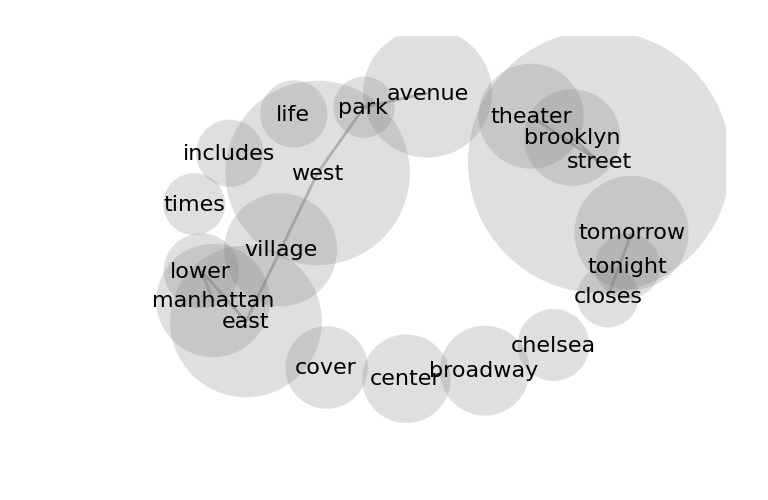 avenue
park
life
theater
brooklyn
includes
street
west
times
tomorrow
village
tonight
lower
closes
manhattan
east
chelsea
cover
broadway
center